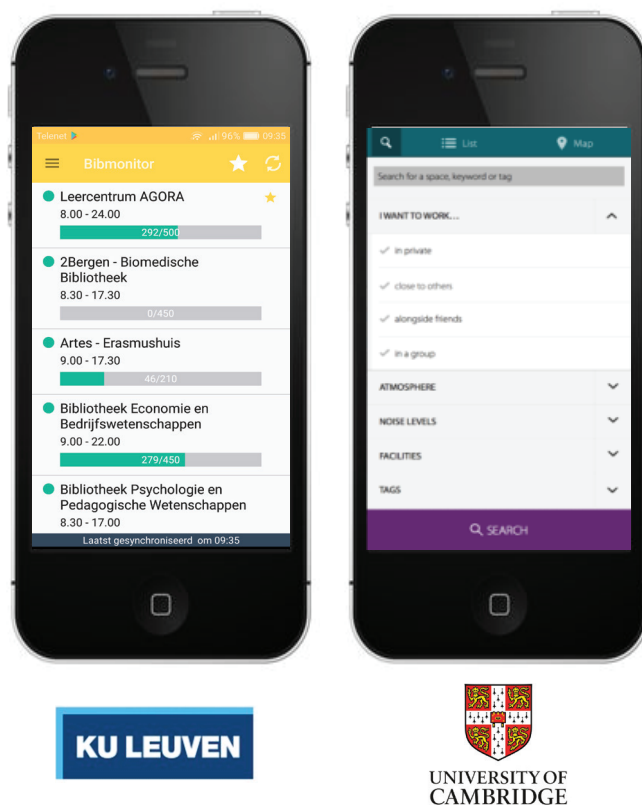 Telenet 96% 09:35
Bibmonitor
Leercentrum AGORA
8.00 - 24.00
292/500
2Bergen - Biomedische
Bibliotheek
8.30 - 17.30
0/450
Artes - Erasmushuis
9.00 - 17.30
46/210
Bibliotheek Economie en
Bedrijfswetenschappen
9.00 - 22.00
279/450
Bibliotheek Psychologie en
Pedagogische Wetenschappen
8.30 - 17.00
Laatst gesynchroniseerd om 09:35
KU LEUVEN
List Map
Search for a space, keyword or tag
I WANT TO WORK...
in private
close to others
alongside friends
in a group
ATMOSPHERE
NOISE LEVELS
FACILITIES
TAGS
SEARCH
UNIVERSITY OF
CAMBRIDGE